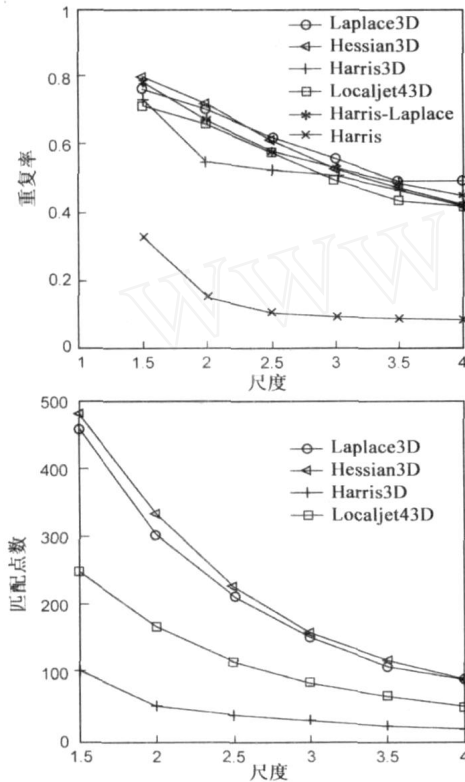 1
0.8
0.6
0.4
0.2
0
重复率
Laplace3D
Hessian3D
Harris3D
Localjet43D
Harris-Laplace
Harris
WWW
1 1.5 2 2.5 3 3.5 4
尺度
500
400
300
200
100
0
匹配点数
Laplace3D
Hessian3D
Harris3D
Localjet43D
1.5 2 2.5 3 3.5 4
尺度